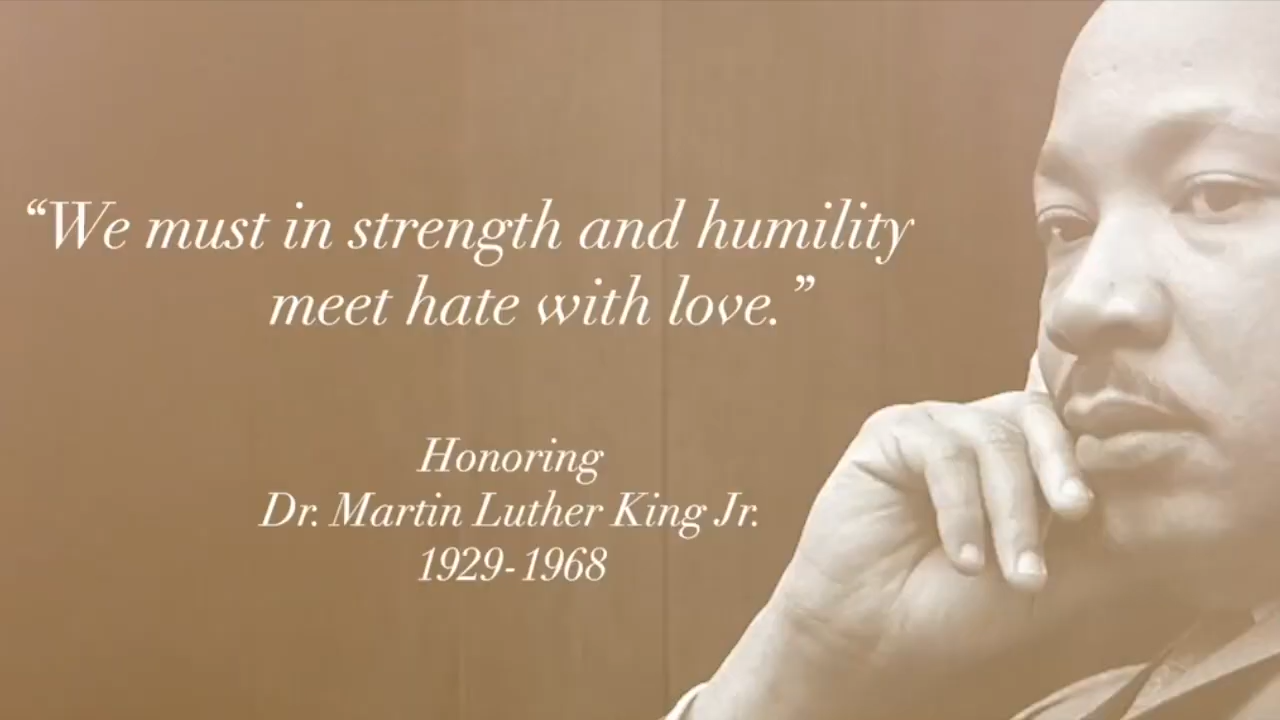 “We must in strength and humility
meet hate with love.”
Honoring
Dr. Martin Luther King Jr.
1929-1968